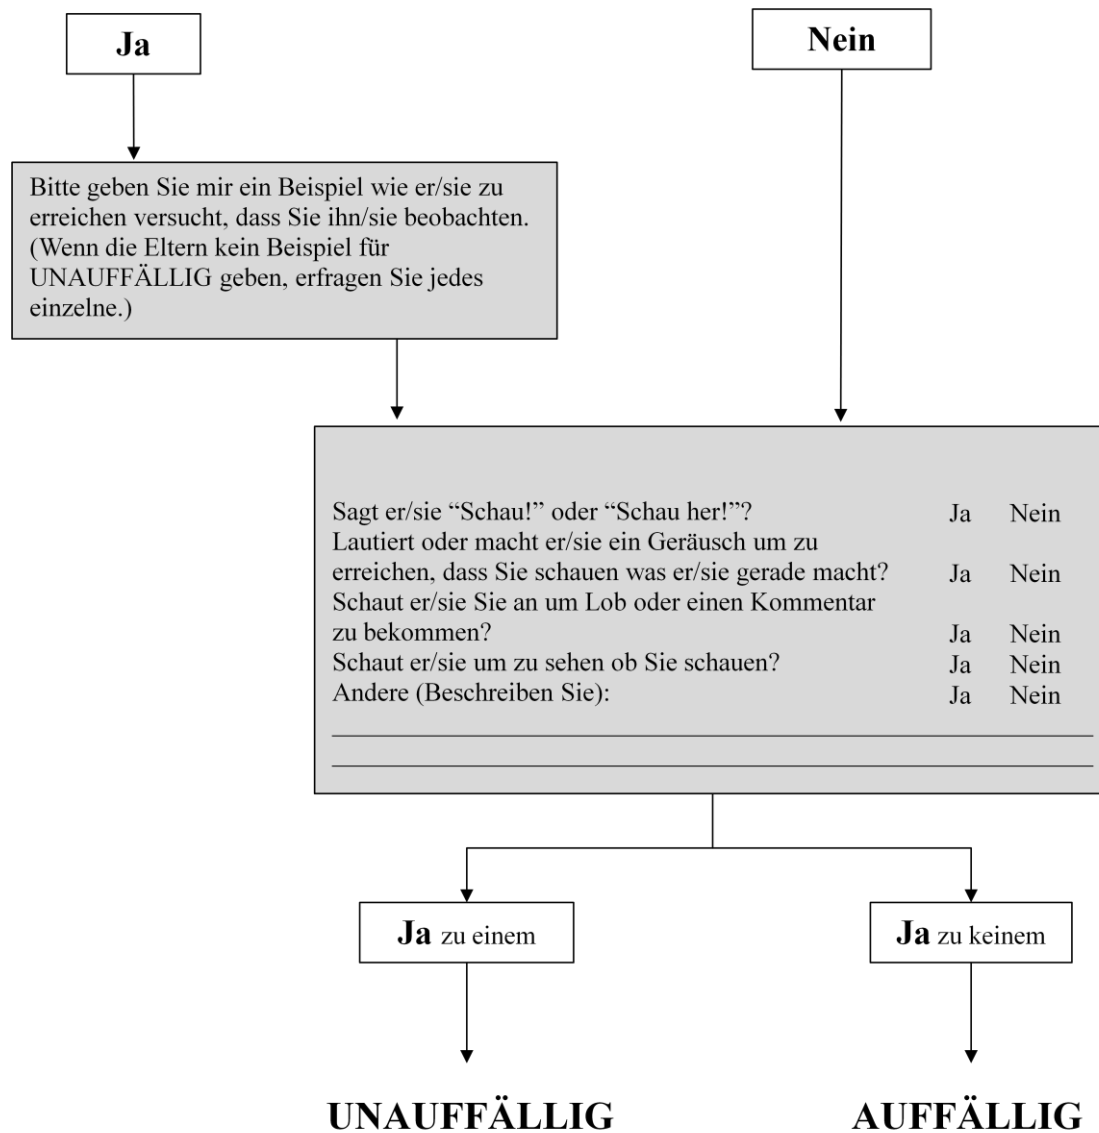 Ja
Nein
Bitte geben Sie mir ein Beispiel wie er/sie zu
erreichen versucht, dass Sie ihn/sie beobachten.
(Wenn die Eltern kein Beispiel für
UNAUFFÄLLIG geben, erfragen Sie jedes
einzelne.)
Sagt er/sie “Schau!” oder “Schau her!”? Ja Nein
Lautiert oder macht er/sie ein Geräusch um zu
erreichen, dass Sie schauen was er/sie gerade macht? Ja Nein
Schaut er/sie Sie an um Lob oder einen Kommentar
zu bekommen? Ja Nein
Schaut er/sie um zu sehen ob Sie schauen? Ja Nein
Andere (Beschreiben Sie): Ja Nein
Ja zu einem
Ja zu keinem
UNAUFFÄLLIG
AUFFÄLLIG